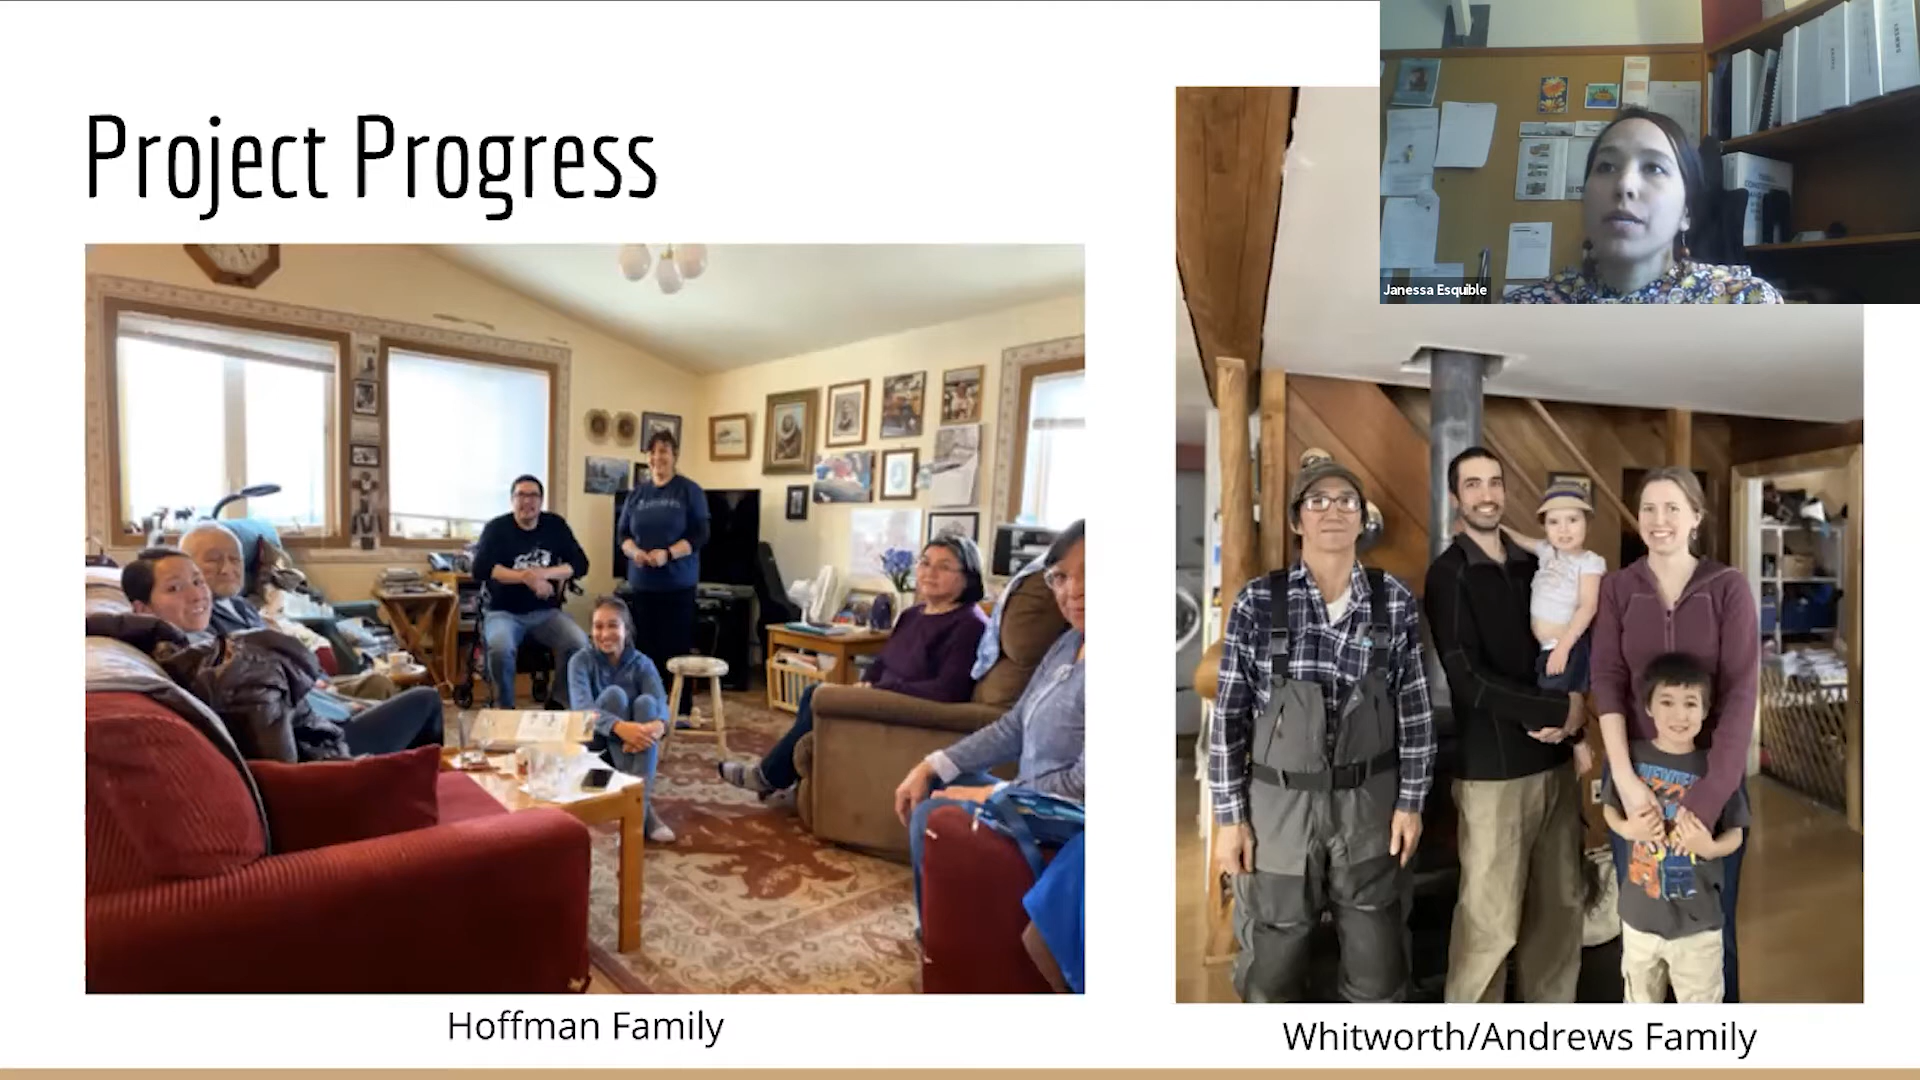 Project Progress
Janessa Esquible
Hoffman Family
Whitworth/Andrews Family